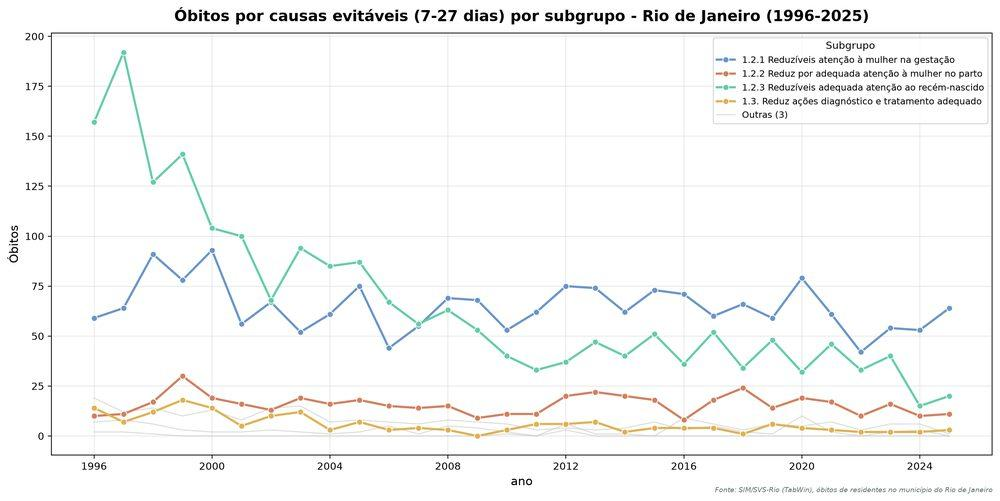 Óbitos por causas evitáveis (7-27 dias) por subgrupo - Rio de Janeiro (1996-2025)
Subgrupo
1.2.1 Reduzíveis atenção à mulher na gestação
1.2.2 Reduz por adequada atenção à mulher no parto
1.2.3 Reduzíveis adequada atenção ao recém-nascido
1.3. Reduz ações diagnóstico e tratamento adequado
Outras (3)
Óbitos
200
175
150
125
100
75
50
25
0
1996 2000 2004 2008 2012 2016 2020 2024
ano
Fonte: SIM/SVS-Rio (TabWin), óbitos de residentes no município do Rio de Janeiro